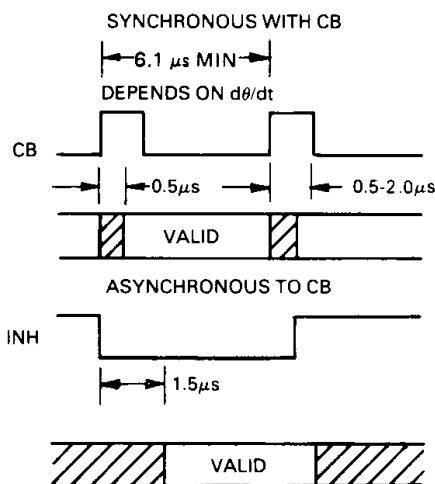 SYNCHRONOUS WITH CB
6.1 μs MIN
DEPENDS ON dθ/dt
CB
0.5μs
0.5-2.0μs
VALID
ASYNCHRONOUS TO CB
INH
1.5μs
VALID